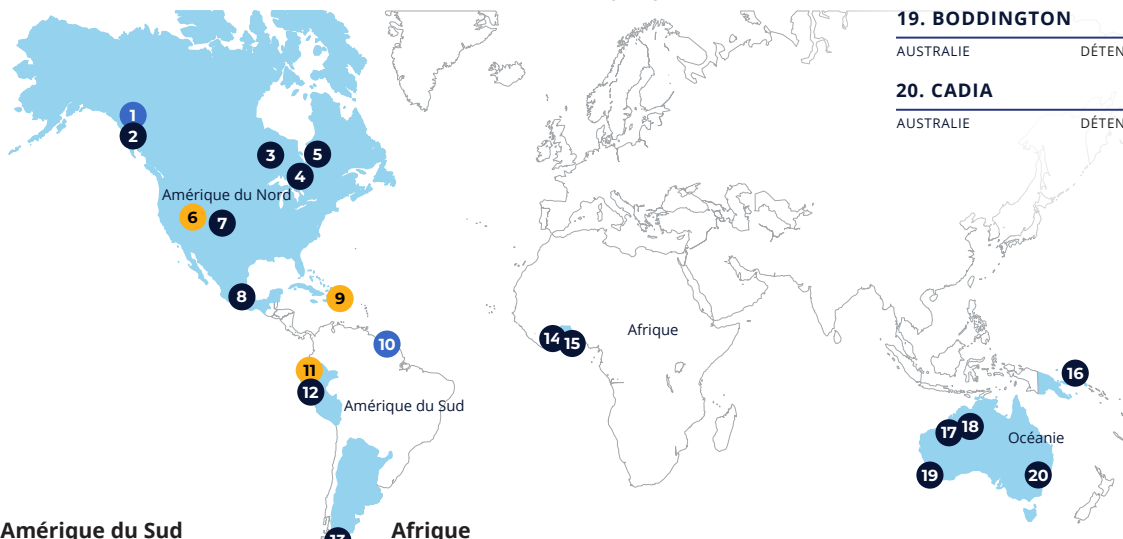 19. BODDINGTON
AUSTRALIE DÉTEN
20. CADIA
AUSTRALIE DÉTEN
1
2
3
5
4
Amérique du Nord
6
7
8
9
10
11
12
Amérique du Sud
14
15
Afrique
16
17
18
Océanie
19
20
13
Amérique du Sud
Afrique